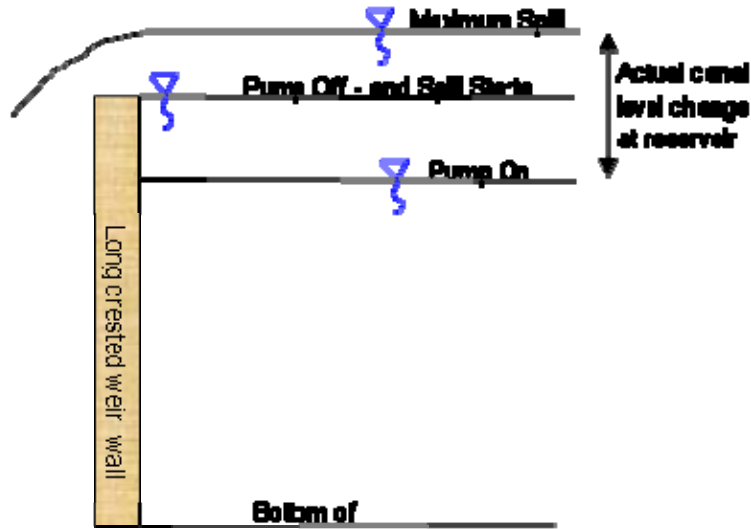 Maximum Spill
Pump Off - and Spill Starts
Actual canal
level change
at reservoir
Pump On
Long crested weir wall
Bottom of